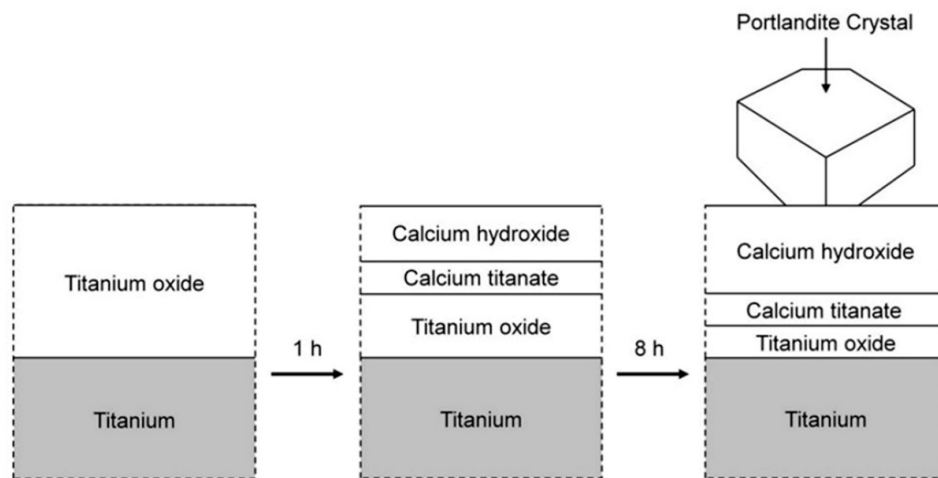 Portlandite Crystal
Titanium oxide
Titanium
1 h
Calcium hydroxide
Calcium titanate
Titanium oxide
Titanium
8 h
Calcium hydroxide
Calcium titanate
Titanium oxide
Titanium